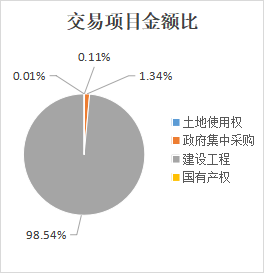 交易项目金额比
0.11%
0.01%
1.34%
98.54%
土地使用权
政府集中采购
建设工程
国有产权